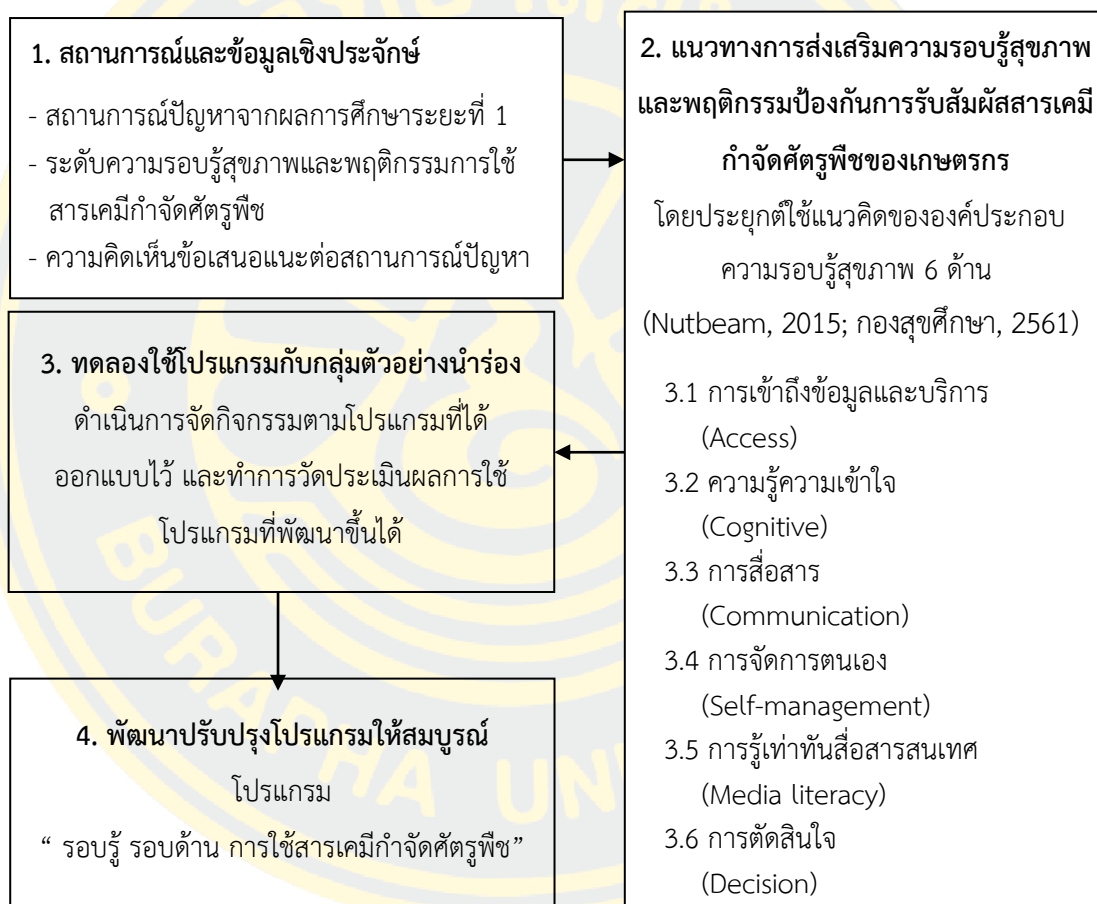 1. สถานการณ์และข้อมูลเชิงประจักษ์
- สถานการณ์ปัญหาจากผลการศึกษาระยะที่ 1
- ระดับความรอบรู้สุขภาพและพฤติกรรมการใช้
สารเคมีกำจัดศัตรูพืช
- ความคิดเห็นข้อเสนอแนะต่อสถานการณ์ปัญหา
2. แนวทางการส่งเสริมความรอบรู้สุขภาพ
และพฤติกรรมป้องกันการรับสัมผัสสารเคมี
กำจัดศัตรูพืชของเกษตรกร
โดยประยุกต์ใช้แนวคิดขององค์ประกอบ
ความรอบรู้สุขภาพ 6 ด้าน
(Nutbeam, 2015; กองสุขศึกษา, 2561)
3.1 การเข้าถึงข้อมูลและบริการ
(Access)
3.2 ความรู้ความเข้าใจ
(Cognitive)
3.3 การสื่อสาร
(Communication)
3.4 การจัดการตนเอง
(Self-management)
3.5 การรู้เท่าทันสื่อสารสนเทศ
(Media literacy)
3.6 การตัดสินใจ
(Decision)
3. ทดลองใช้โปรแกรมกับกลุ่มตัวอย่างนำร่อง
ดำเนินการจัดกิจกรรมตามโปรแกรมที่ได้
ออกแบบไว้ และทำการวัดประเมินผลการใช้
โปรแกรมที่พัฒนาขึ้นได้
4. พัฒนาปรับปรุงโปรแกรมให้สมบูรณ์
โปรแกรม
“ รอบรู้ รอบด้าน การใช้สารเคมีกำจัดศัตรูพืช”
BURAPHA UNI